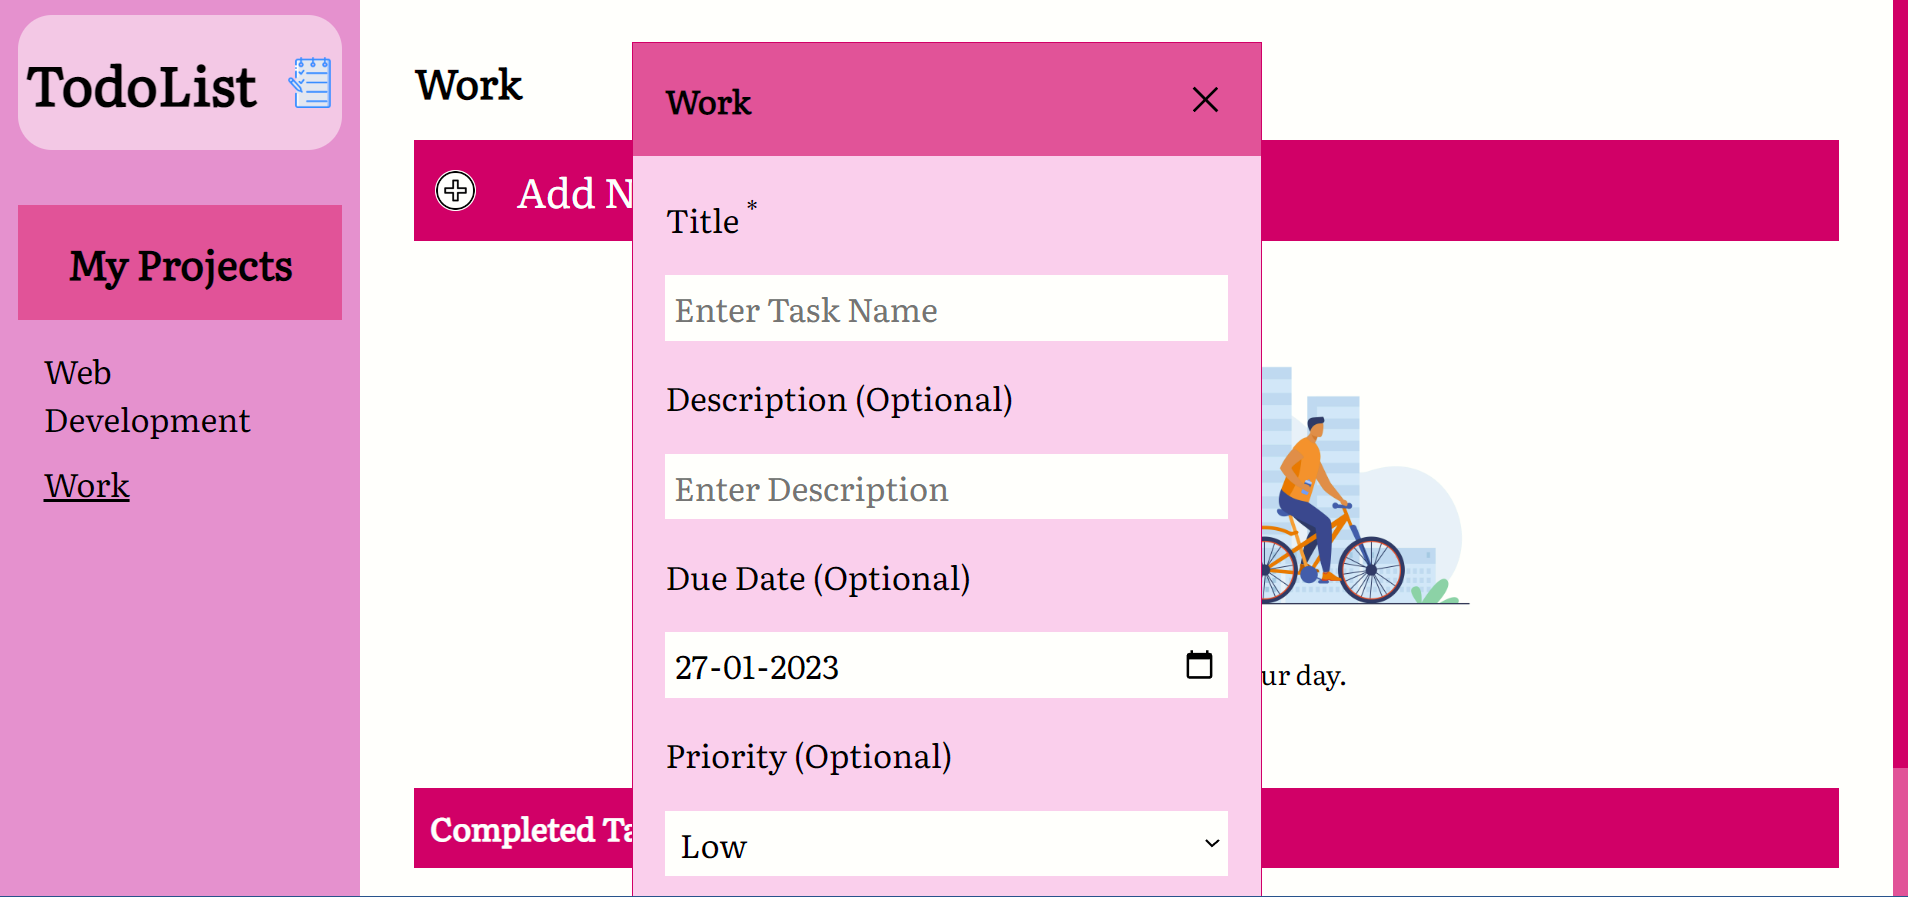 TodoList
My Projects
Web
Development
Work
Work
Add N
Work
Title *
Enter Task Name
Description (Optional)
Enter Description
Due Date (Optional)
27-01-2023
Priority (Optional)
Low
ur day.
Completed Ta